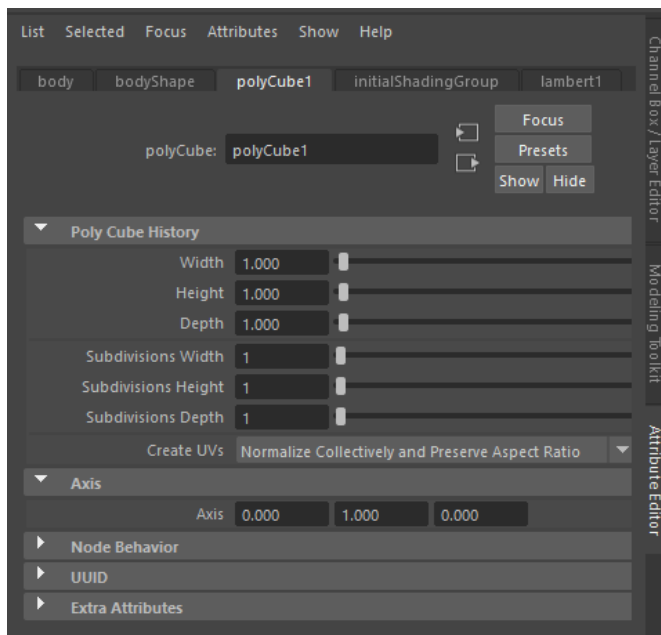 List Selected Focus Attributes Show Help
body bodyShape polyCube1 initialShadingGroup lambert1
Focus
polyCube: polyCube1
Presets
Show Hide
Poly Cube History
Width 1.000
Height 1.000
Depth 1.000
Subdivisions Width 1
Subdivisions Height 1
Subdivisions Depth 1
Create UVs Normalize Collectively and Preserve Aspect Ratio
Axis
Axis 0.000 1.000 0.000
Node Behavior
UUID
Extra Attributes
Channel Box / Layer Editor
Modeling Toolkit
Attribute Editor